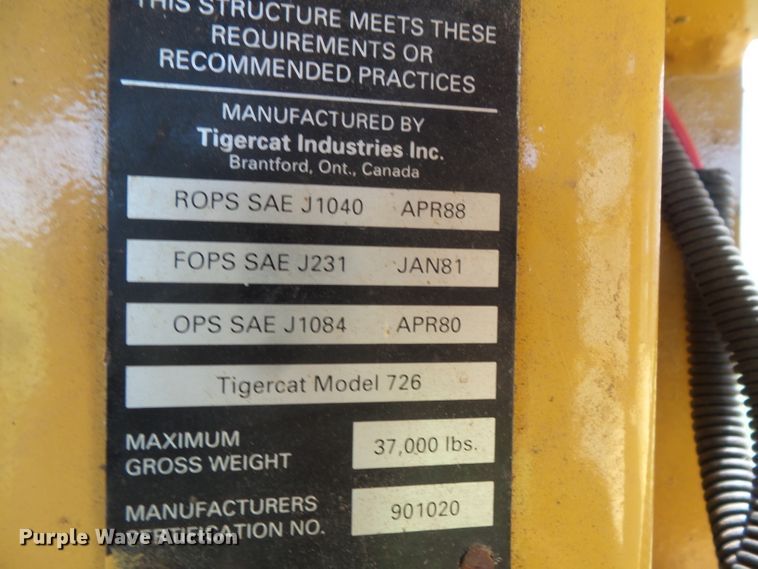 THIS STRUCTURE MEETS THESE
REQUIREMENTS OR
RECOMMENDED PRACTICES
MANUFACTURED BY
Tigercat Industries Inc.
Brantford, Ont., Canada
ROPS SAE J1040 APR88
FOPS SAE J231 JAN81
OPS SAE J1084 APR80
Tigercat Model 726
MAXIMUM
GROSS WEIGHT
37,000 lbs.
MANUFACTURERS
CERTIFICATION NO.
901020
Purple Wave Auction